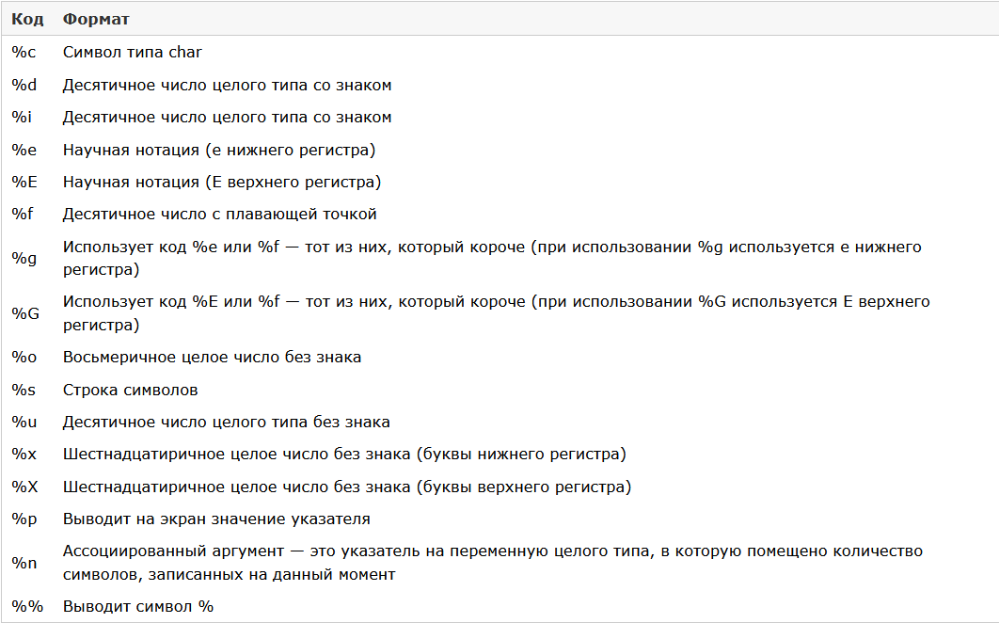 Код Формат
%c Символ типа char
%d Десятичное число целого типа со знаком
%i Десятичное число целого типа со знаком
%e Научная нотация (e нижнего регистра)
%E Научная нотация (E верхнего регистра)
%f Десятичное число с плавающей точкой
%g Использует код %e или %f — тот из них, который короче (при использовании %g используется e нижнего
регистра)
%G Использует код %E или %f — тот из них, который короче (при использовании %G используется E верхнего
регистра)
%o Восьмеричное целое число без знака
%s Строка символов
%u Десятичное число целого типа без знака
%x Шестнадцатиричное целое число без знака (буквы нижнего регистра)
%X Шестнадцатиричное целое число без знака (буквы верхнего регистра)
%p Выводит на экран значение указателя
%n Ассоциированный аргумент — это указатель на переменную целого типа, в которую помещено количество
символов, записанных на данный момент
%% Выводит символ %